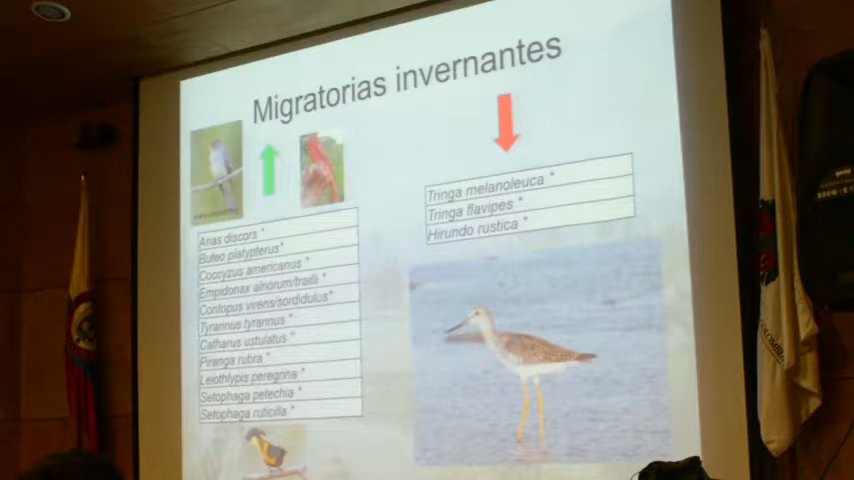 Migratorias invernantes
Anas discors *
Buteo platypterus *
Coccyzus americanus *
Empidonax alnorum/trailli *
Contopus virens/sordidulus*
Tyrannus tyrannus *
Catharus ustulatus *
Piranga rubra *
Leiothlypis peregrina *
Setophaga petechia *
Setophaga ruticilla *
Tringa melanoleuca *
Tringa flavipes *
Hirundo rustica *